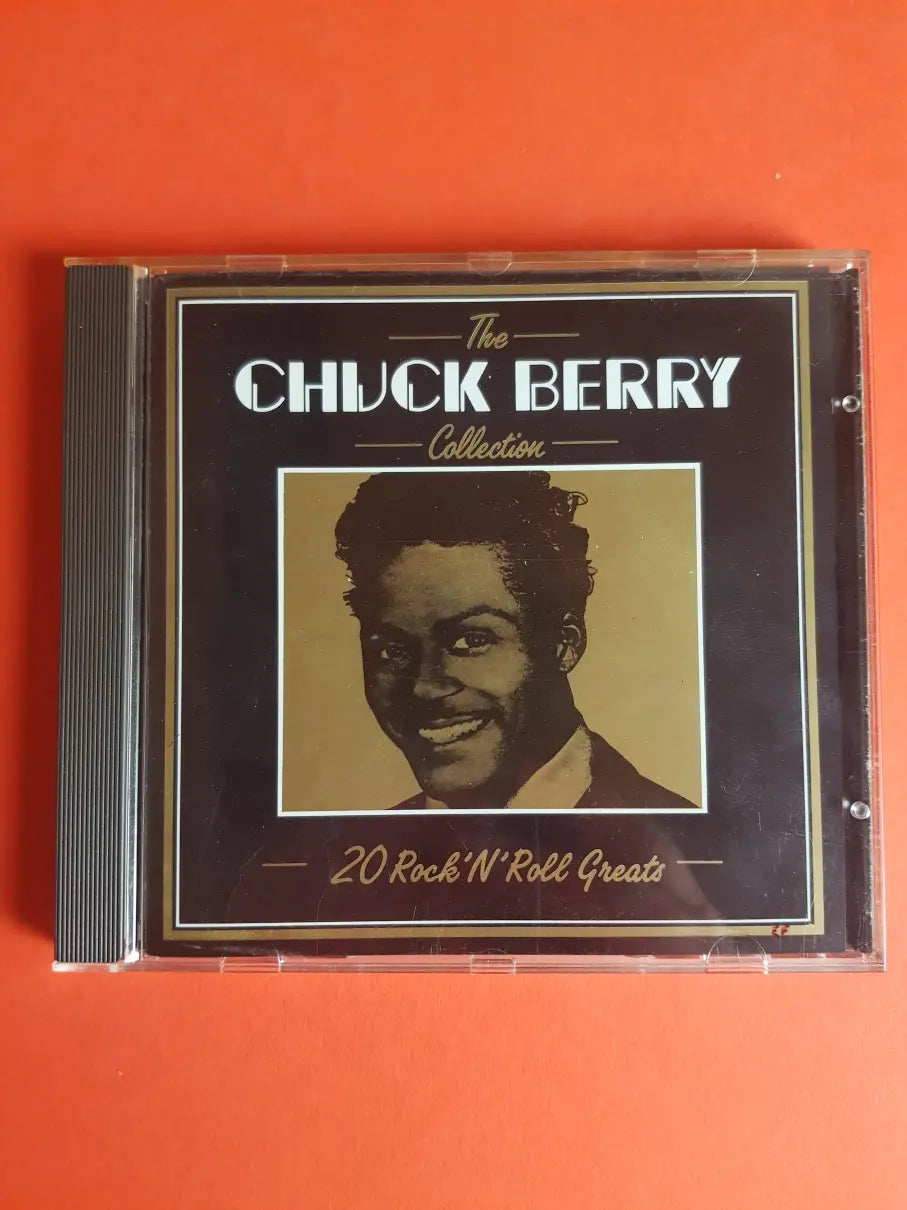 The
CHUCK BERRY
Collection
20 Rock'N'Roll Greats